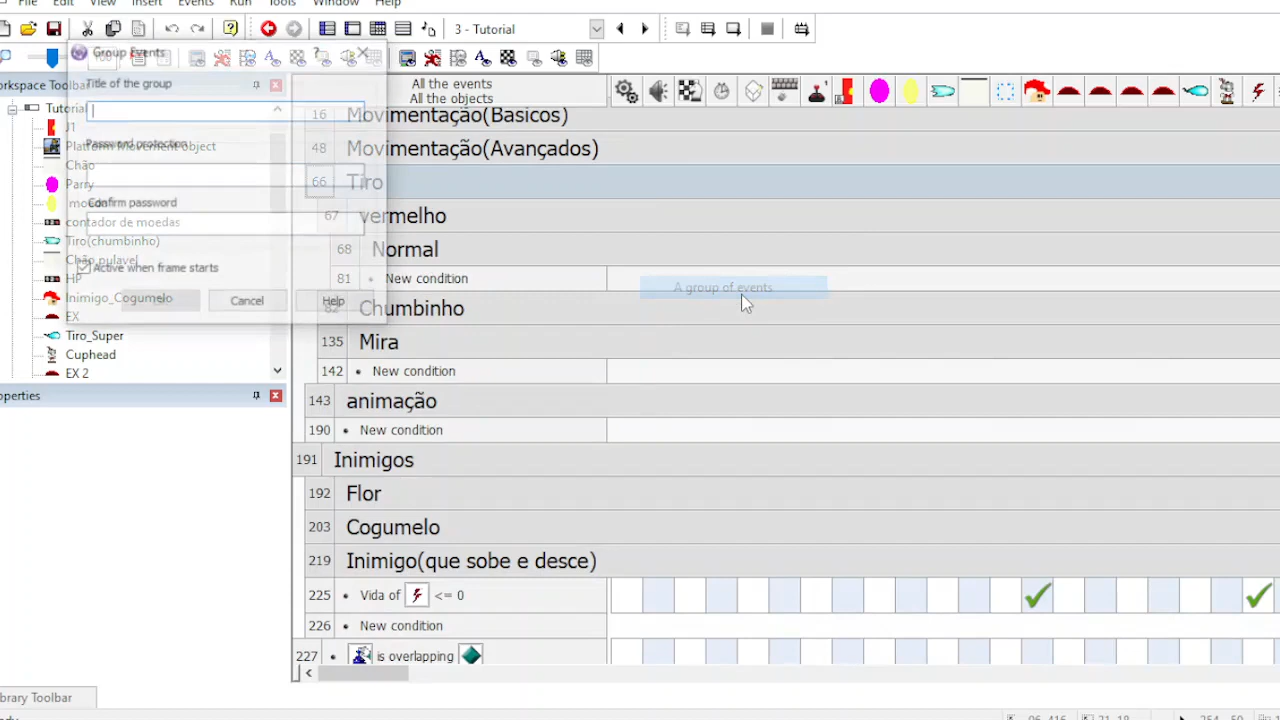 File Edit View Insert Events Run Tools Window Help
3 - Tutorial
Group Events
Title of the group
Password protection
Confirm password
Active when frame starts
Cancel
Help
Workspace Toolbar
Tutorial
J1
Platform Movement object
Chão
Parry
moeda
contador de moedas
Tiro(chumbinho)
Chão pulavel
HP
Inimigo_Cogumelo
EX
Tiro_Super
Cuphead
EX 2
operties
All the events
All the objects
16 Movimentação(Basicos)
48 Movimentação(Avançados)
66 Tiro
67 vermelho
68 Normal
81 • New condition
A group of events
82 Chumbinho
135 Mira
142 • New condition
143 animação
190 • New condition
191 Inimigos
192 Flor
203 Cogumelo
219 Inimigo(que sobe e desce)
225 • Vida of <= 0
226 • New condition
227 • is overlapping
brary Toolbar